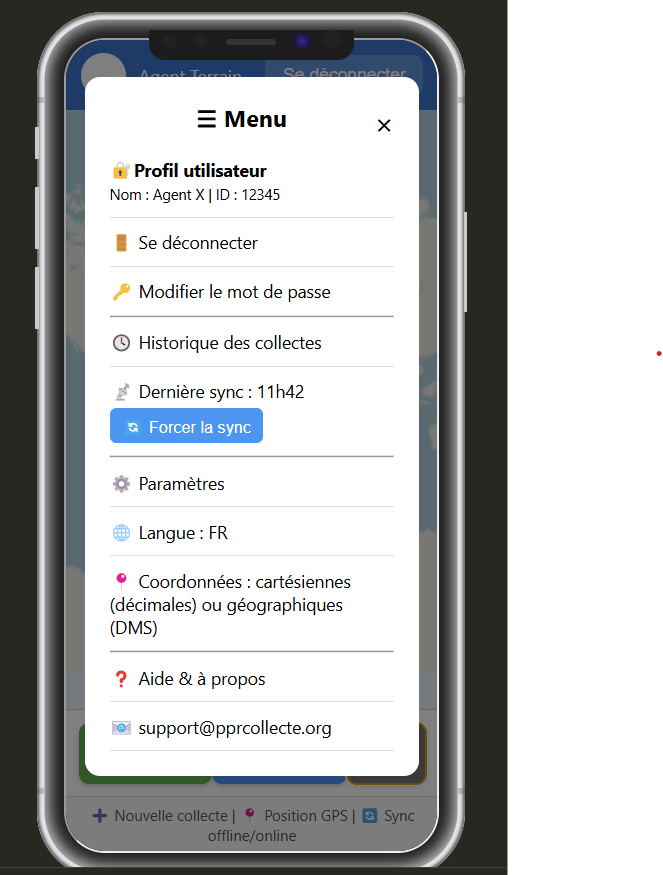 Agent Terrain Se déconnecter
☰ Menu ×
Profil utilisateur
Nom : Agent X | ID : 12345
Se déconnecter
Modifier le mot de passe
Historique des collectes
Dernière sync : 11h42
Forcer la sync
Paramètres
Langue : FR
Coordonnées : cartésiennes
(décimales) ou géographiques
(DMS)
Aide & à propos
support@pprcollecte.org
Nouvelle collecte | Position GPS | Sync
offline/online